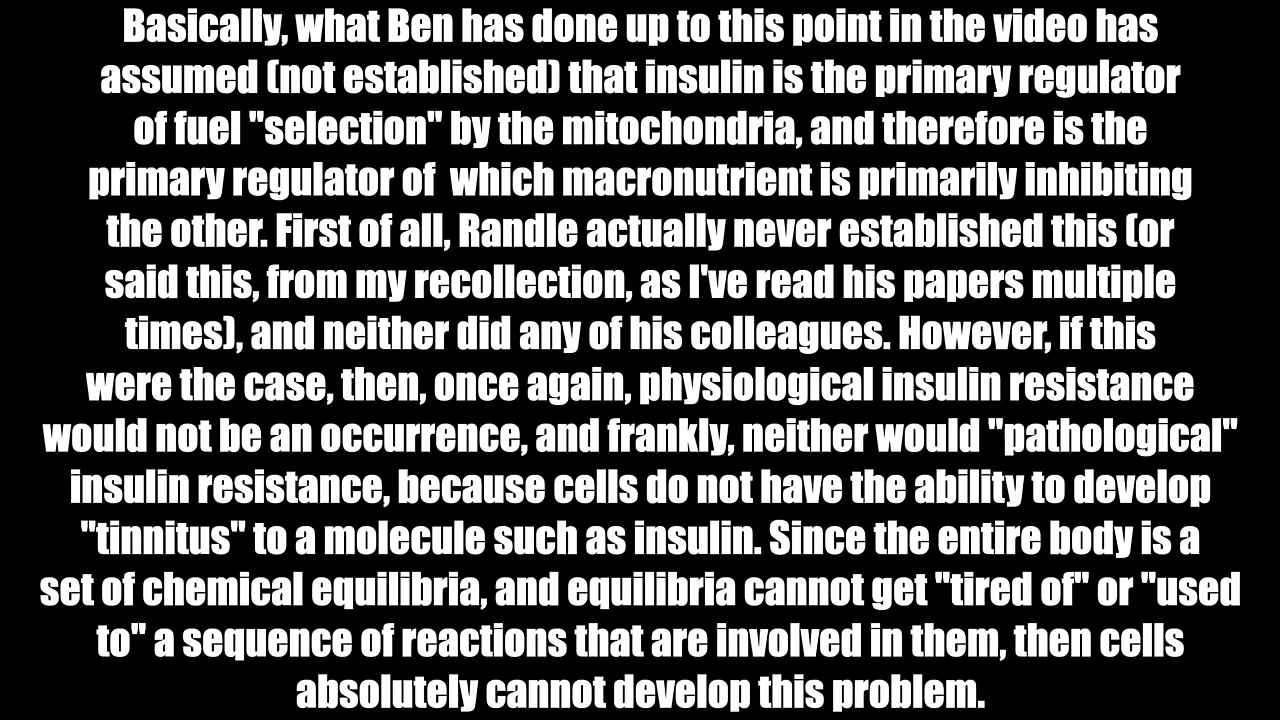 Basically, what Ben has done up to this point in the video has
assumed (not established) that insulin is the primary regulator
of fuel "selection" by the mitochondria, and therefore is the
primary regulator of  which macronutrient is primarily inhibiting
the other. First of all, Randle actually never established this (or
said this, from my recollection, as I've read his papers multiple
times), and neither did any of his colleagues. However, if this
were the case, then, once again, physiological insulin resistance
would not be an occurrence, and frankly, neither would "pathological"
insulin resistance, because cells do not have the ability to develop
"tinnitus" to a molecule such as insulin. Since the entire body is a
set of chemical equilibria, and equilibria cannot get "tired of" or "used
to" a sequence of reactions that are involved in them, then cells
absolutely cannot develop this problem.